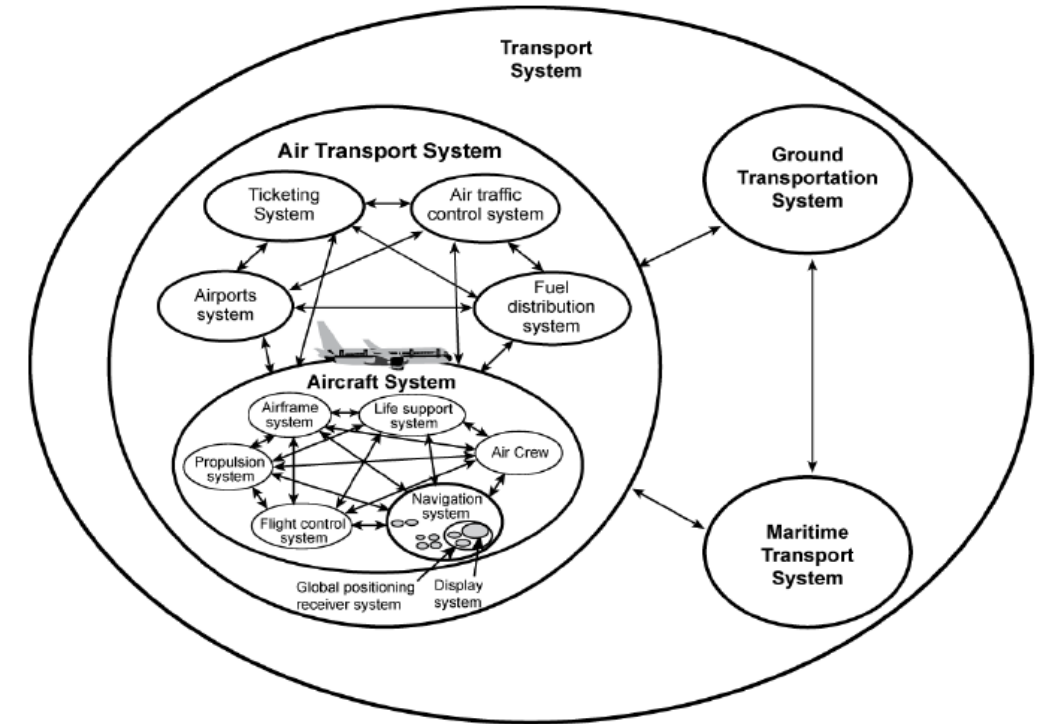 Transport
System
Air Transport System
Ground
Transportation
System
Ticketing
System
Air traffic
control system
Airports
system
Fuel
distribution
system
Aircraft System
Airframe
system
Life support
system
Air Crew
Propulsion
system
Navigation
system
Flight control
system
Maritime
Transport
System
Global positioning
receiver system
Display
system